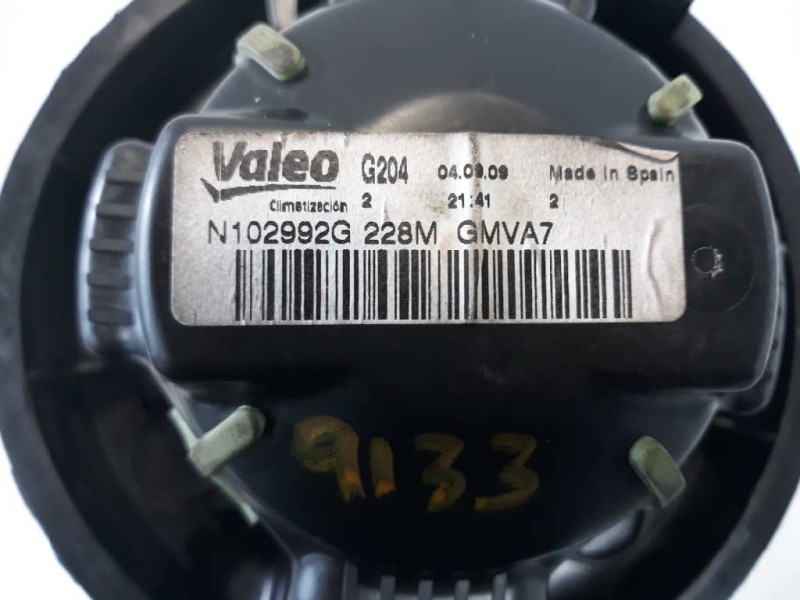 Valeo G204 04.09.09 Made in Spain
Climatización 2 21:41 2
N102992G 228M GMVA7
9133